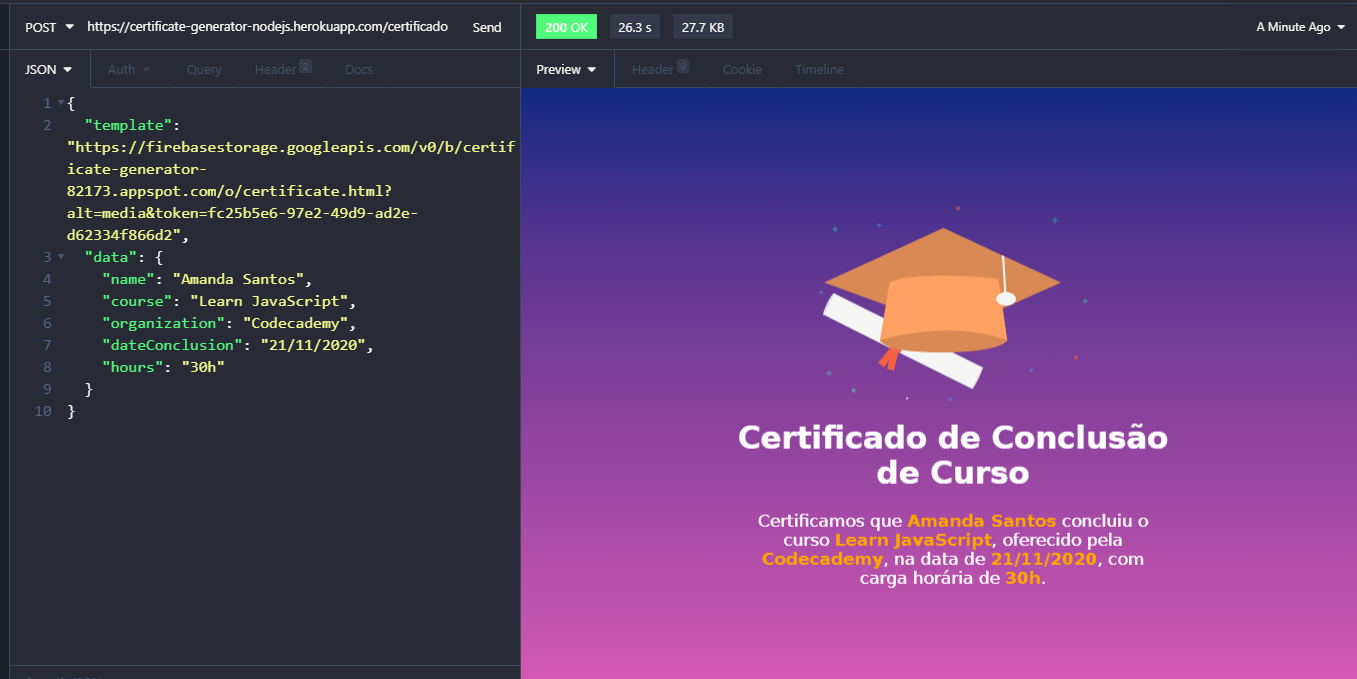 POST https://certificate-generator-nodejs.herokuapp.com/certificado Send 200 OK 26.3 s 27.7 KB A Minute Ago
JSON Auth Query Header 2 Docs Preview Header 9 Cookie Timeline
1 {
2 "template":
"https://firebasestorage.googleapis.com/v0/b/certif
icate-generator-
82173.appspot.com/o/certificate.html?
alt=media&token=fc25b5e6-97e2-49d9-ad2e-
d62334f866d2",
3 "data": {
4 "name": "Amanda Santos",
5 "course": "Learn JavaScript",
6 "organization": "Codecademy",
7 "dateConclusion": "21/11/2020",
8 "hours": "30h"
9 }
10 }
Certificado de Conclusão
de Curso
Certificamos que Amanda Santos concluiu o
curso Learn JavaScript, oferecido pela
Codecademy, na data de 21/11/2020, com
carga horária de 30h.